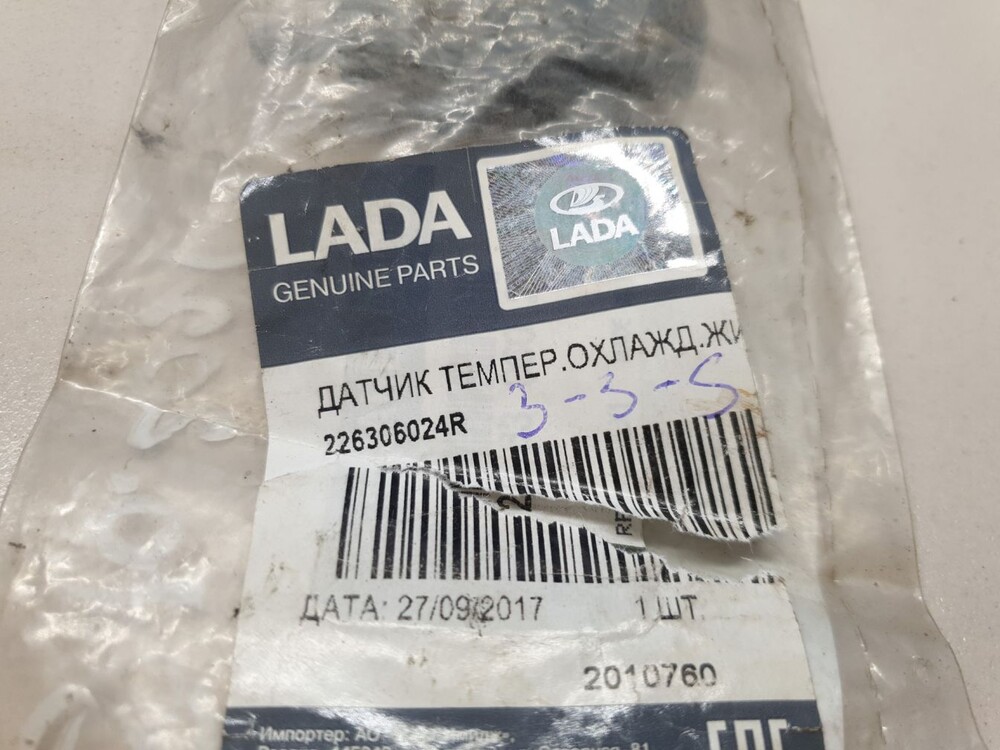 LADA
GENUINE PARTS
LADA
ДАТЧИК ТЕМПЕР.ОХЛАЖД.ЖИ
226306024R
3-3-5
ДАТА: 27/09/2017 1 ШТ.
2010760
Импортер: АО